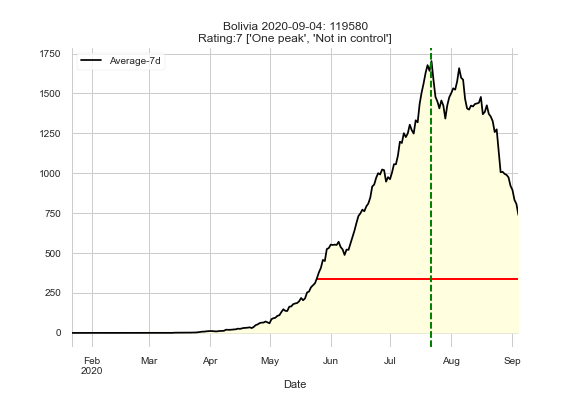 Bolivia 2020-09-04: 119580
Rating:7 ['One peak', 'Not in control']
Average-7d
1750
1500
1250
1000
750
500
250
0
Feb
2020
Mar
Apr
May
Jun
Jul
Aug
Sep
Date